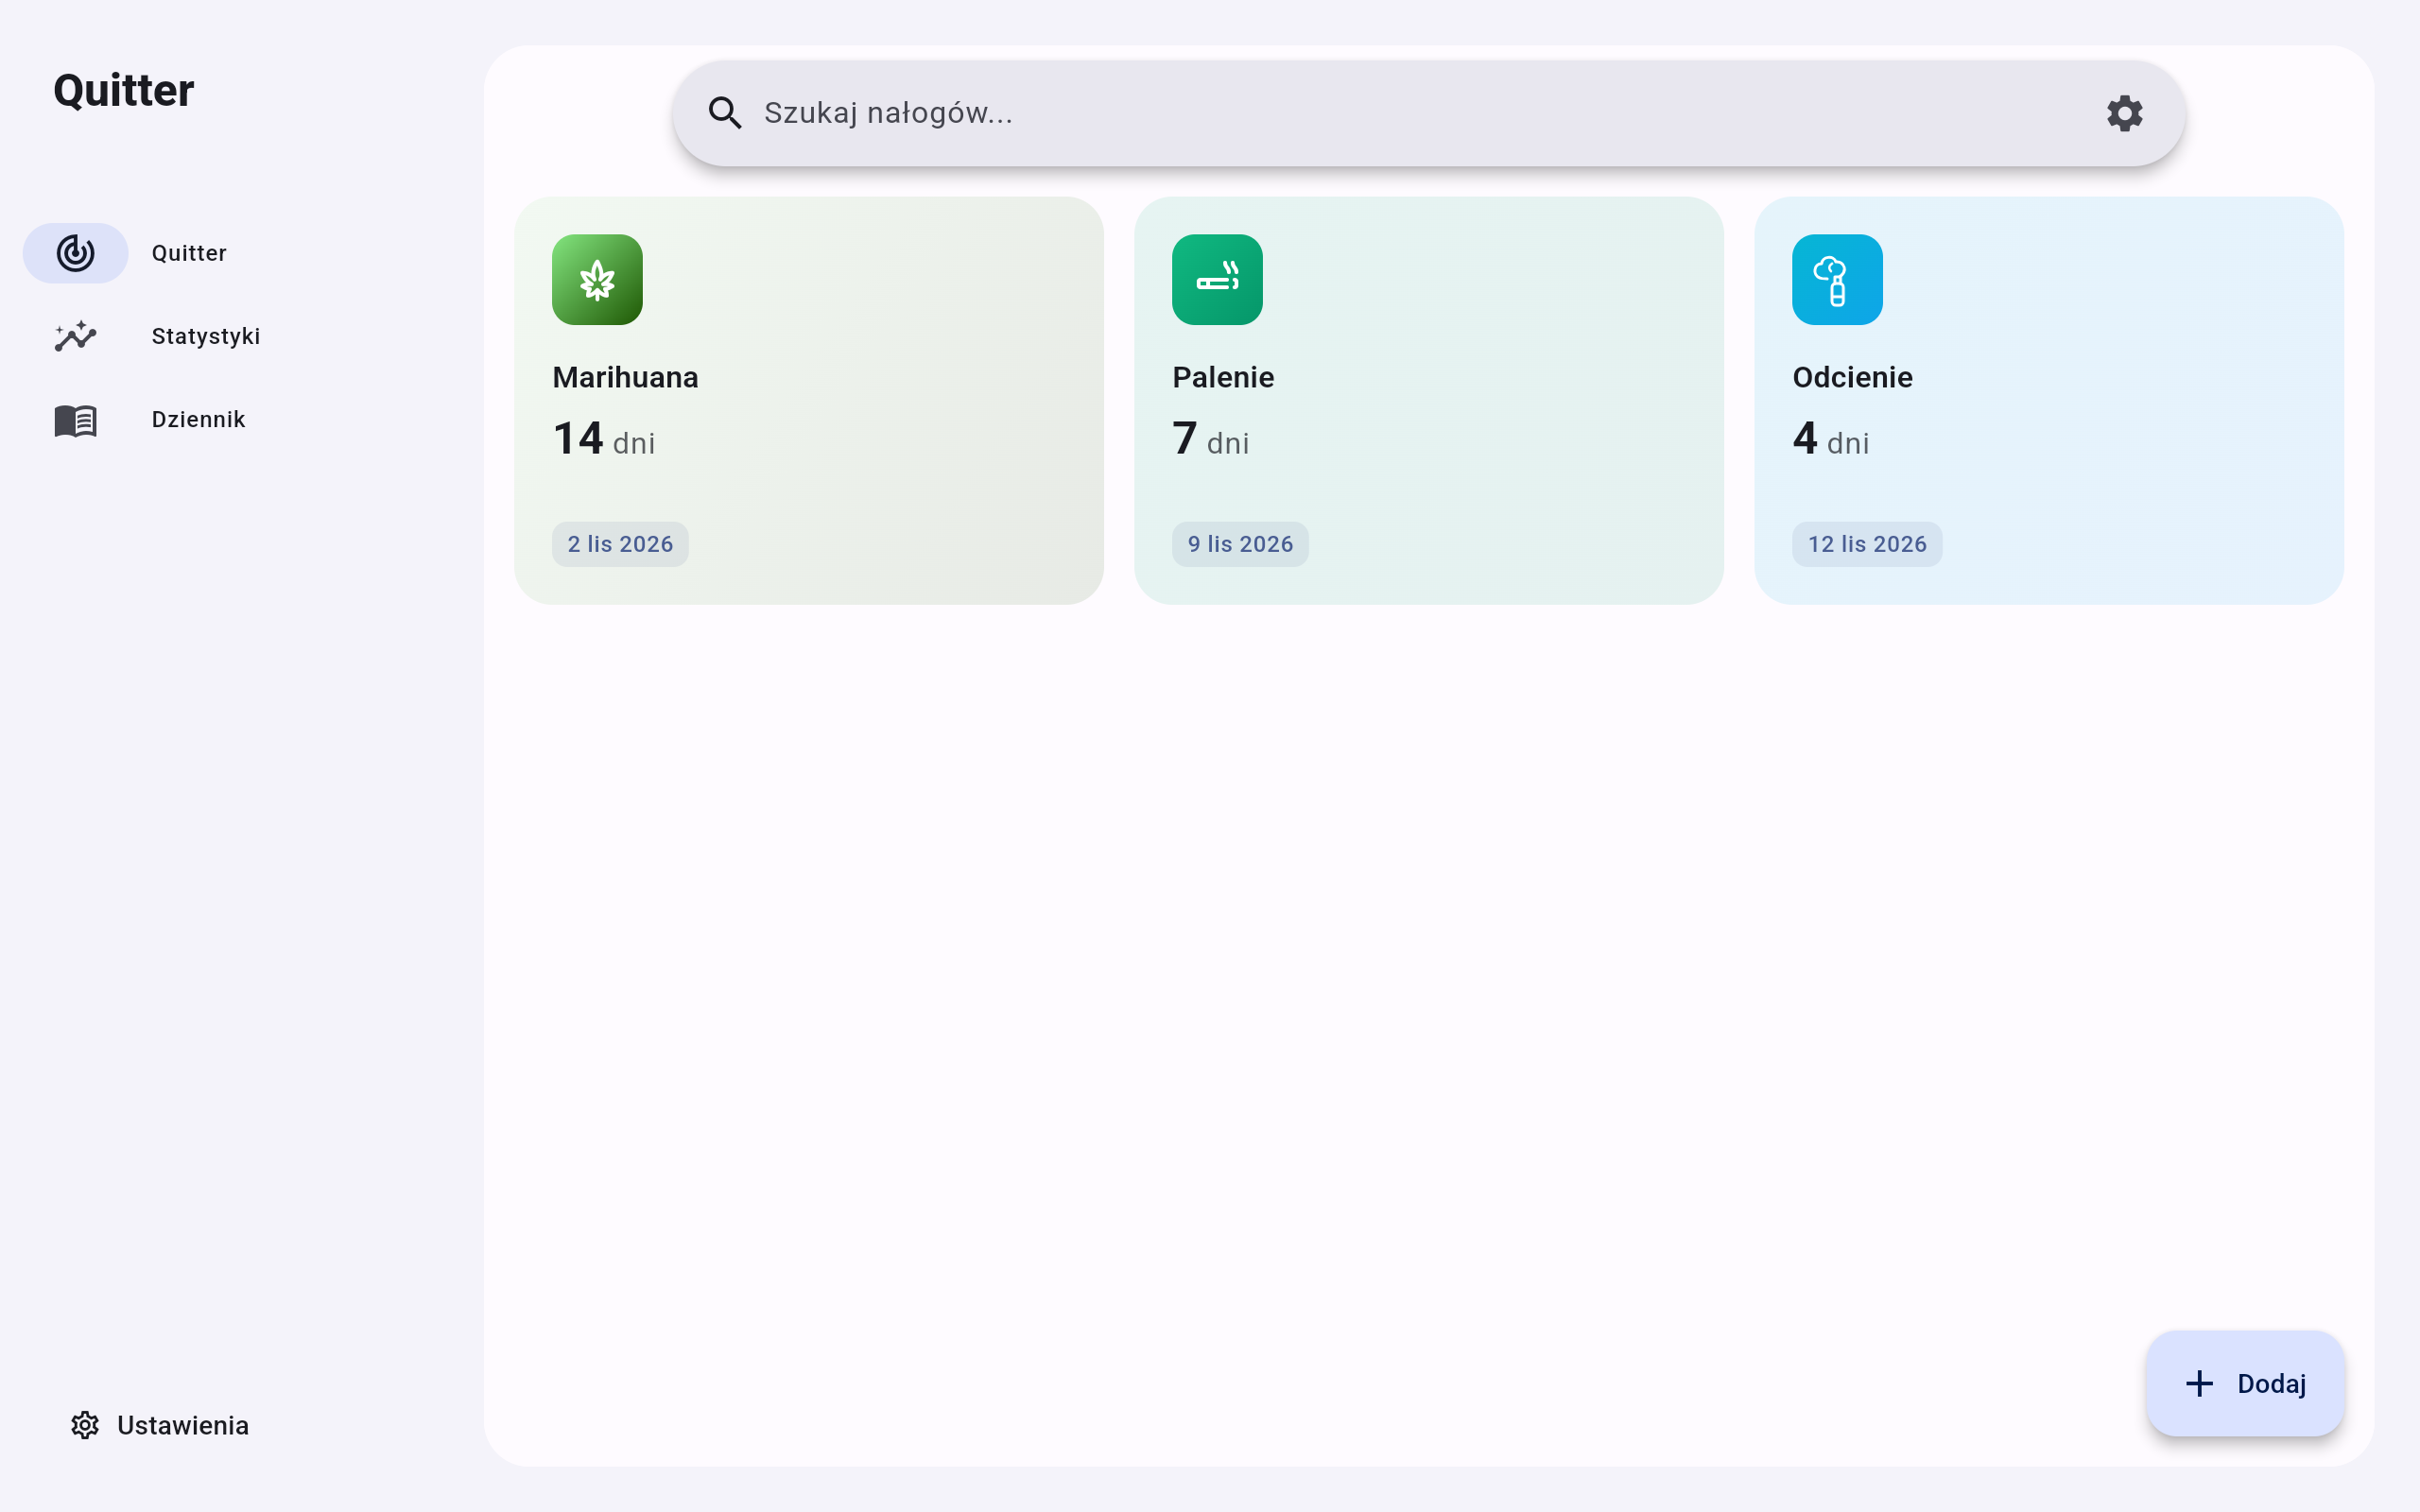 Quitter
Quitter
Statystyki
Dziennik
Ustawienia
Szukaj nałogów...
Marihuana
14 dni
2 lis 2026
Palenie
7 dni
9 lis 2026
Odcienie
4 dni
12 lis 2026
Dodaj